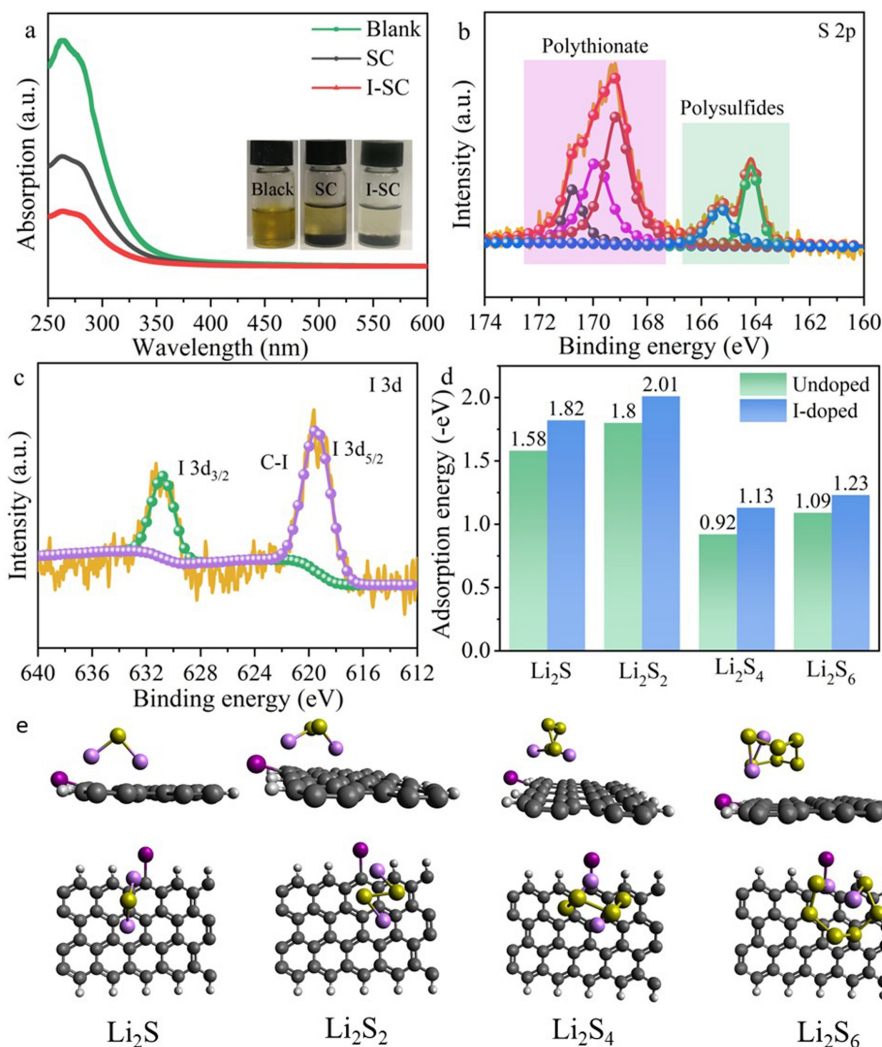 a
Blank
SC
I-SC
Absorption (a.u.)
Black
SC
I-SC
250 300 350 400 450 500 550 600
Wavelength (nm)
b
S 2p
Polythionate
Polysulfides
Intensity (a.u.)
174 172 170 168 166 164 162 160
Binding energy (eV)
c
I 3d
I 3d3/2
C-I
I 3d5/2
Intensity (a.u.)
640 636 632 628 624 620 616 612
Binding energy (eV)
d
Undoped
I-doped
Adsorption energy (-eV)
2.0
1.5
1.0
0.5
0.0
1.58
1.82
1.8
2.01
0.92
1.13
1.09
1.23
Li2S
Li2S2
Li2S4
Li2S6
e
Li2S
Li2S2
Li2S4
Li2S6